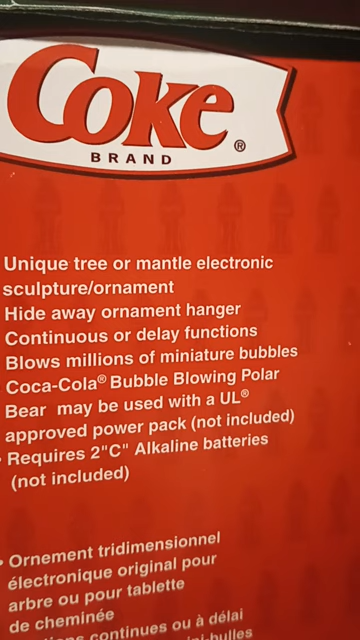 Coke ®
BRAND
Unique tree or mantle electronic
sculpture/ornament
Hide away ornament hanger
Continuous or delay functions
Blows millions of miniature bubbles
Coca-Cola® Bubble Blowing Polar
Bear may be used with a UL®
approved power pack (not included)
• Requires 2"C" Alkaline batteries
(not included)
• Ornement tridimensionnel
électronique original pour
arbre ou pour tablette
de cheminée
continues ou à délai